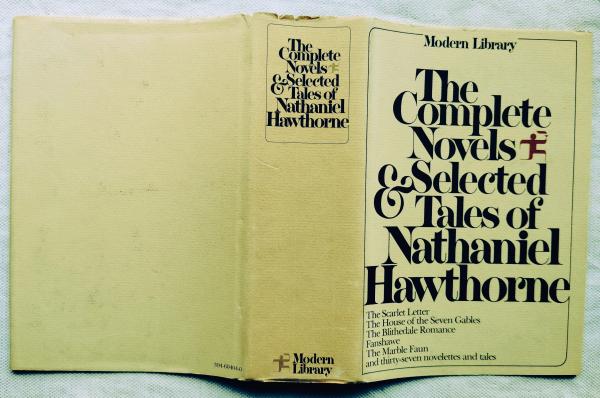 The
Complete
Novels
& Selected
Tales of
Nathaniel
Hawthorne
Modern
Library
Modern Library
The
Complete
Novels
& Selected
Tales of
Nathaniel
Hawthorne
The Scarlet Letter
The House of the Seven Gables
The Blithedale Romance
Fanshawe
The Marble Faun
and thirty-seven novelettes and tales